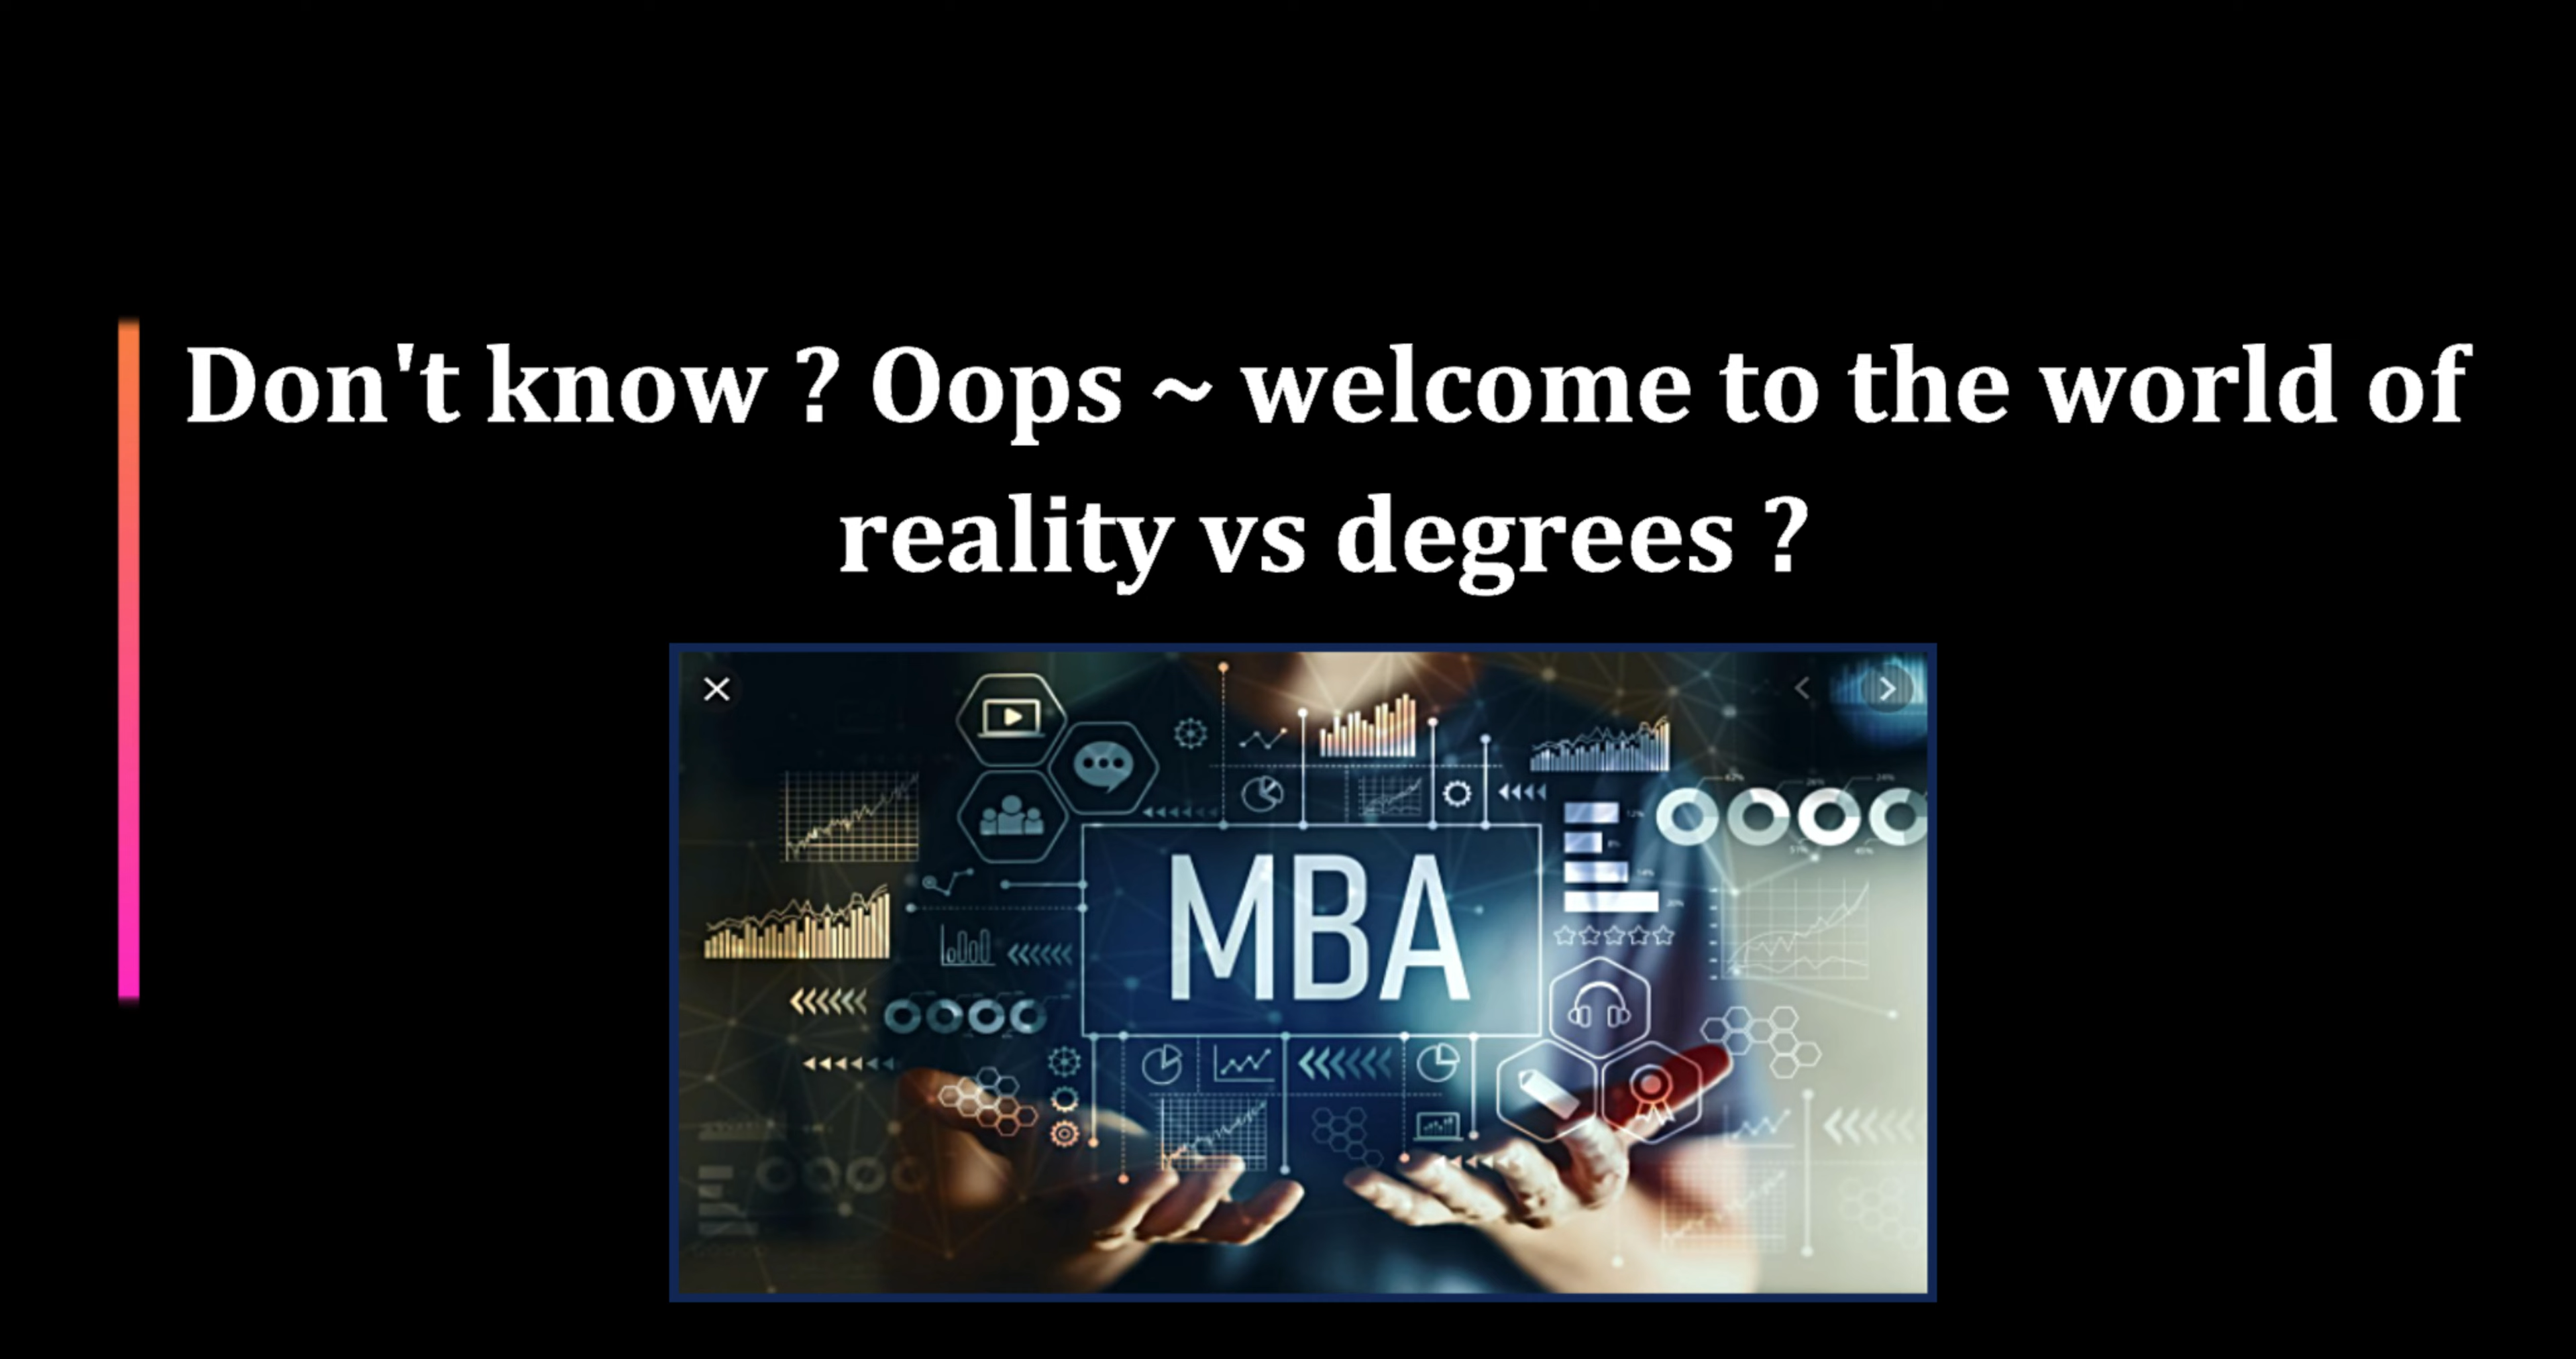 Don't know ? Oops ~ welcome to the world of
reality vs degrees ?
MBA